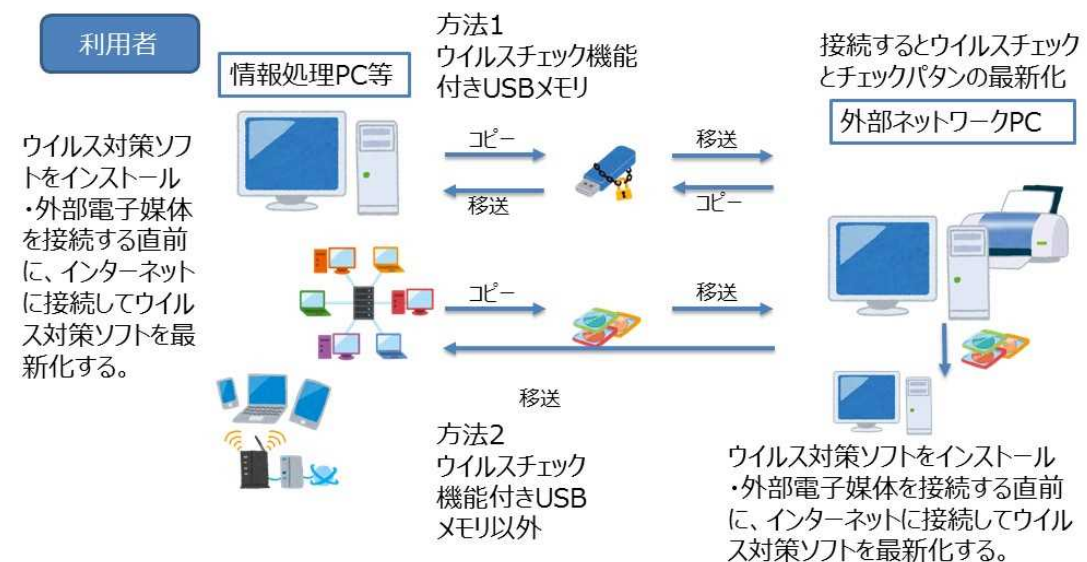 利用者
情報処理PC等
ウイルス対策ソフ
トをインストール
・外部電子媒体
を接続する直前
に、インターネット
に接続してウイル
ス対策ソフトを最
新化する。
方法1
ウイルスチェック機能
付きUSBメモリ
コピー
移送
移送
コピー
接続するとウイルスチェック
とチェックパタンの最新化
外部ネットワークPC
コピー
移送
移送
方法2
ウイルスチェック
機能付きUSB
メモリ以外
ウイルス対策ソフトをインストール
・外部電子媒体を接続する直前
に、インターネットに接続してウイル
ス対策ソフトを最新化する。